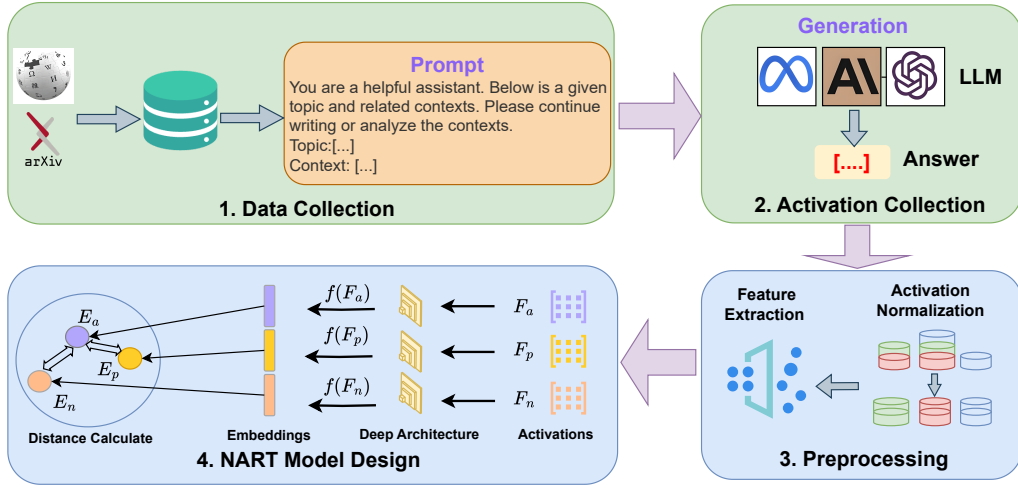 Prompt
You are a helpful assistant. Below is a given
topic and related contexts. Please continue
writing or analyze the contexts.
Topic:[...]
Context: [...]
arXiv
1. Data Collection
Generation
LLM
[....]
Answer
2. Activation Collection
Feature
Extraction
Activation
Normalization
3. Preprocessing
E_a
E_p
E_n
f(F_a)
f(F_p)
f(F_n)
F_a
F_p
F_n
Distance Calculate
Embeddings
Deep Architecture
Activations
4. NART Model Design